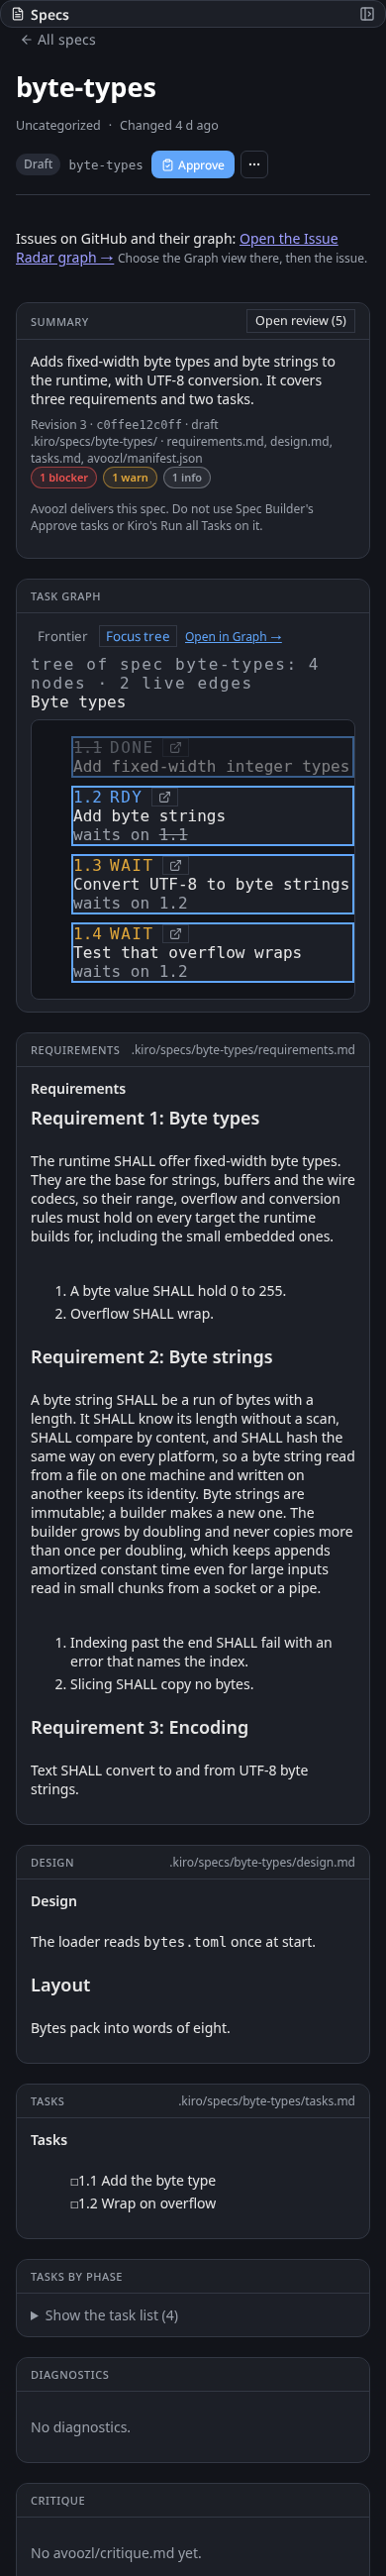 Specs
← All specs
byte-types
Uncategorized · Changed 4 d ago
Draft byte-types Approve ···
Issues on GitHub and their graph: Open the Issue
Radar graph → Choose the Graph view there, then the issue.
SUMMARY Open review (5)
Adds fixed-width byte types and byte strings to
the runtime, with UTF-8 conversion. It covers
three requirements and two tasks.
Revision 3 · c0ffee12c0ff · draft
.kiro/specs/byte-types/ · requirements.md, design.md,
tasks.md, avoozl/manifest.json
1 blocker 1 warn 1 info
Avoozl delivers this spec. Do not use Spec Builder's
Approve tasks or Kiro's Run all Tasks on it.
TASK GRAPH
Frontier Focus tree Open in Graph →
tree of spec byte-types: 4
nodes · 2 live edges
Byte types
1.1 DONE
Add fixed-width integer types
1.2 RDY
Add byte strings
waits on 1.1
1.3 WAIT
Convert UTF-8 to byte strings
waits on 1.2
1.4 WAIT
Test that overflow wraps
waits on 1.2
REQUIREMENTS .kiro/specs/byte-types/requirements.md
Requirements
Requirement 1: Byte types
The runtime SHALL offer fixed-width byte types.
They are the base for strings, buffers and the wire
codecs, so their range, overflow and conversion
rules must hold on every target the runtime
builds for, including the small embedded ones.
1. A byte value SHALL hold 0 to 255.
2. Overflow SHALL wrap.
Requirement 2: Byte strings
A byte string SHALL be a run of bytes with a
length. It SHALL know its length without a scan,
SHALL compare by content, and SHALL hash the
same way on every platform, so a byte string read
from a file on one machine and written on
another keeps its identity. Byte strings are
immutable; a builder makes a new one. The
builder grows by doubling and never copies more
than once per doubling, which keeps appends
amortized constant time even for large inputs
read in small chunks from a socket or a pipe.
1. Indexing past the end SHALL fail with an
error that names the index.
2. Slicing SHALL copy no bytes.
Requirement 3: Encoding
Text SHALL convert to and from UTF-8 byte
strings.
DESIGN .kiro/specs/byte-types/design.md
Design
The loader reads bytes.toml once at start.
Layout
Bytes pack into words of eight.
TASKS .kiro/specs/byte-types/tasks.md
Tasks
☐1.1 Add the byte type
☐1.2 Wrap on overflow
TASKS BY PHASE
▶ Show the task list (4)
DIAGNOSTICS
No diagnostics.
CRITIQUE
No avoozl/critique.md yet.